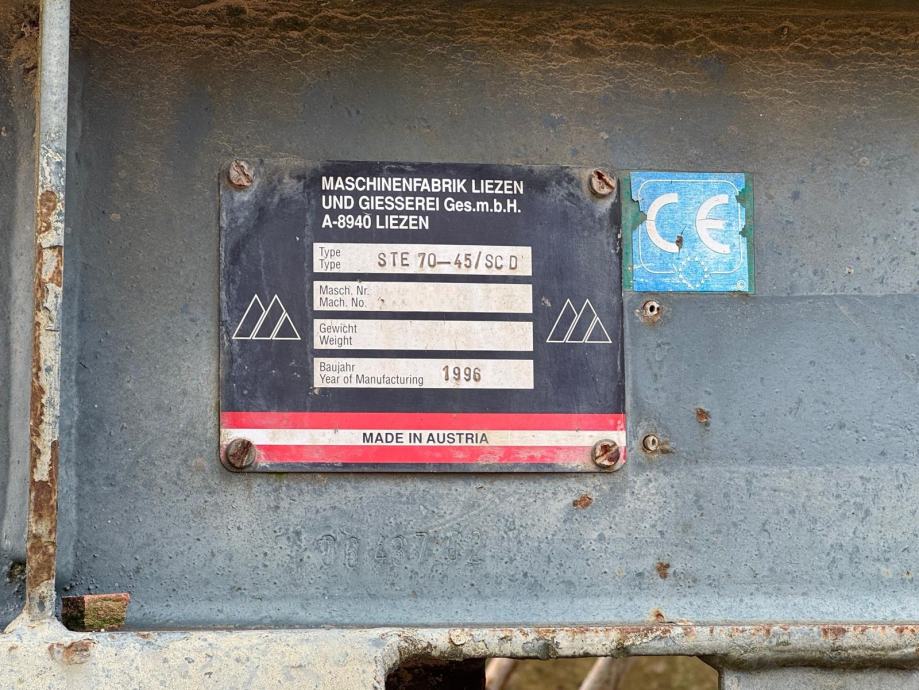 MASCHINENFABRIK LIEZEN
UND GIESSEREI Ges.m.b.H.
A-8940 LIEZEN
Type
Type
STE 70—45/SC D
Masch. Nr.
Mach. No.
Gewicht
Weight
Baujahr
Year of Manufacturing
1996
MADE IN AUSTRIA
CE